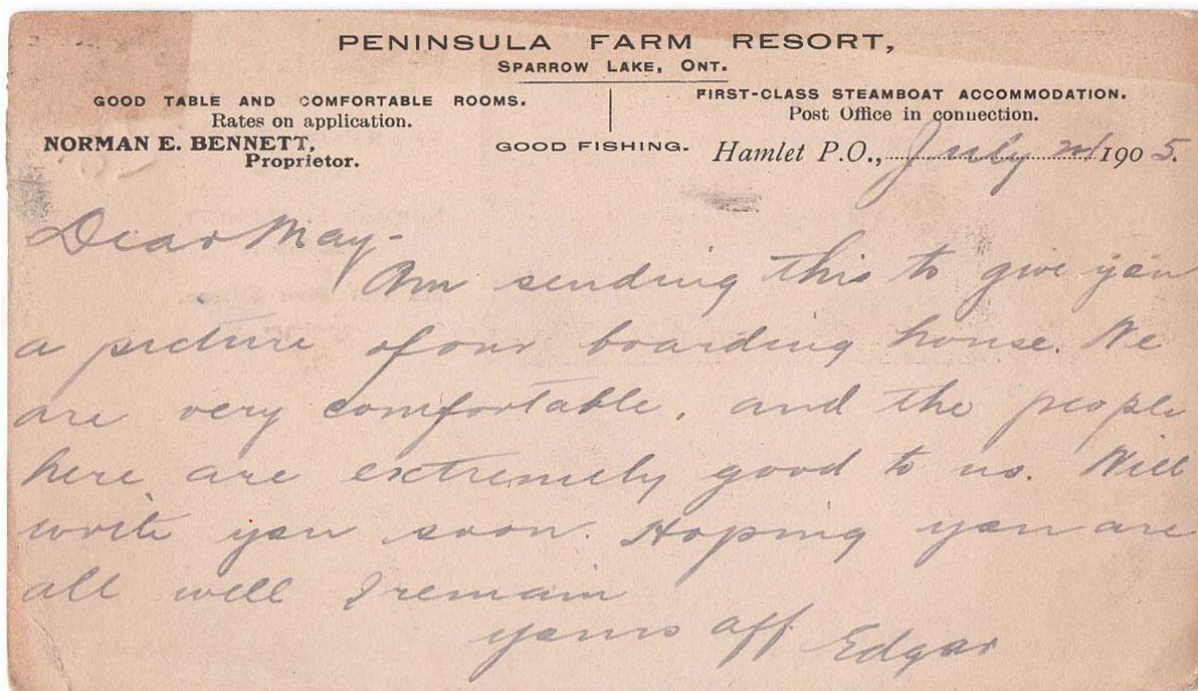 PENINSULA FARM RESORT,
SPARROW LAKE, ONT.
GOOD TABLE AND COMFORTABLE ROOMS.
Rates on application.
FIRST-CLASS STEAMBOAT ACCOMMODATION.
Post Office in connection.
NORMAN E. BENNETT,
Proprietor.
GOOD FISHING.
Hamlet P.O., July 1905.
Dear May-
Am sending this to give you
a picture of our boarding house. We
are very comfortable, and the people
here are extremely good to us. Will
write you soon. Hoping you are
all well I remain
yours aff Edgar